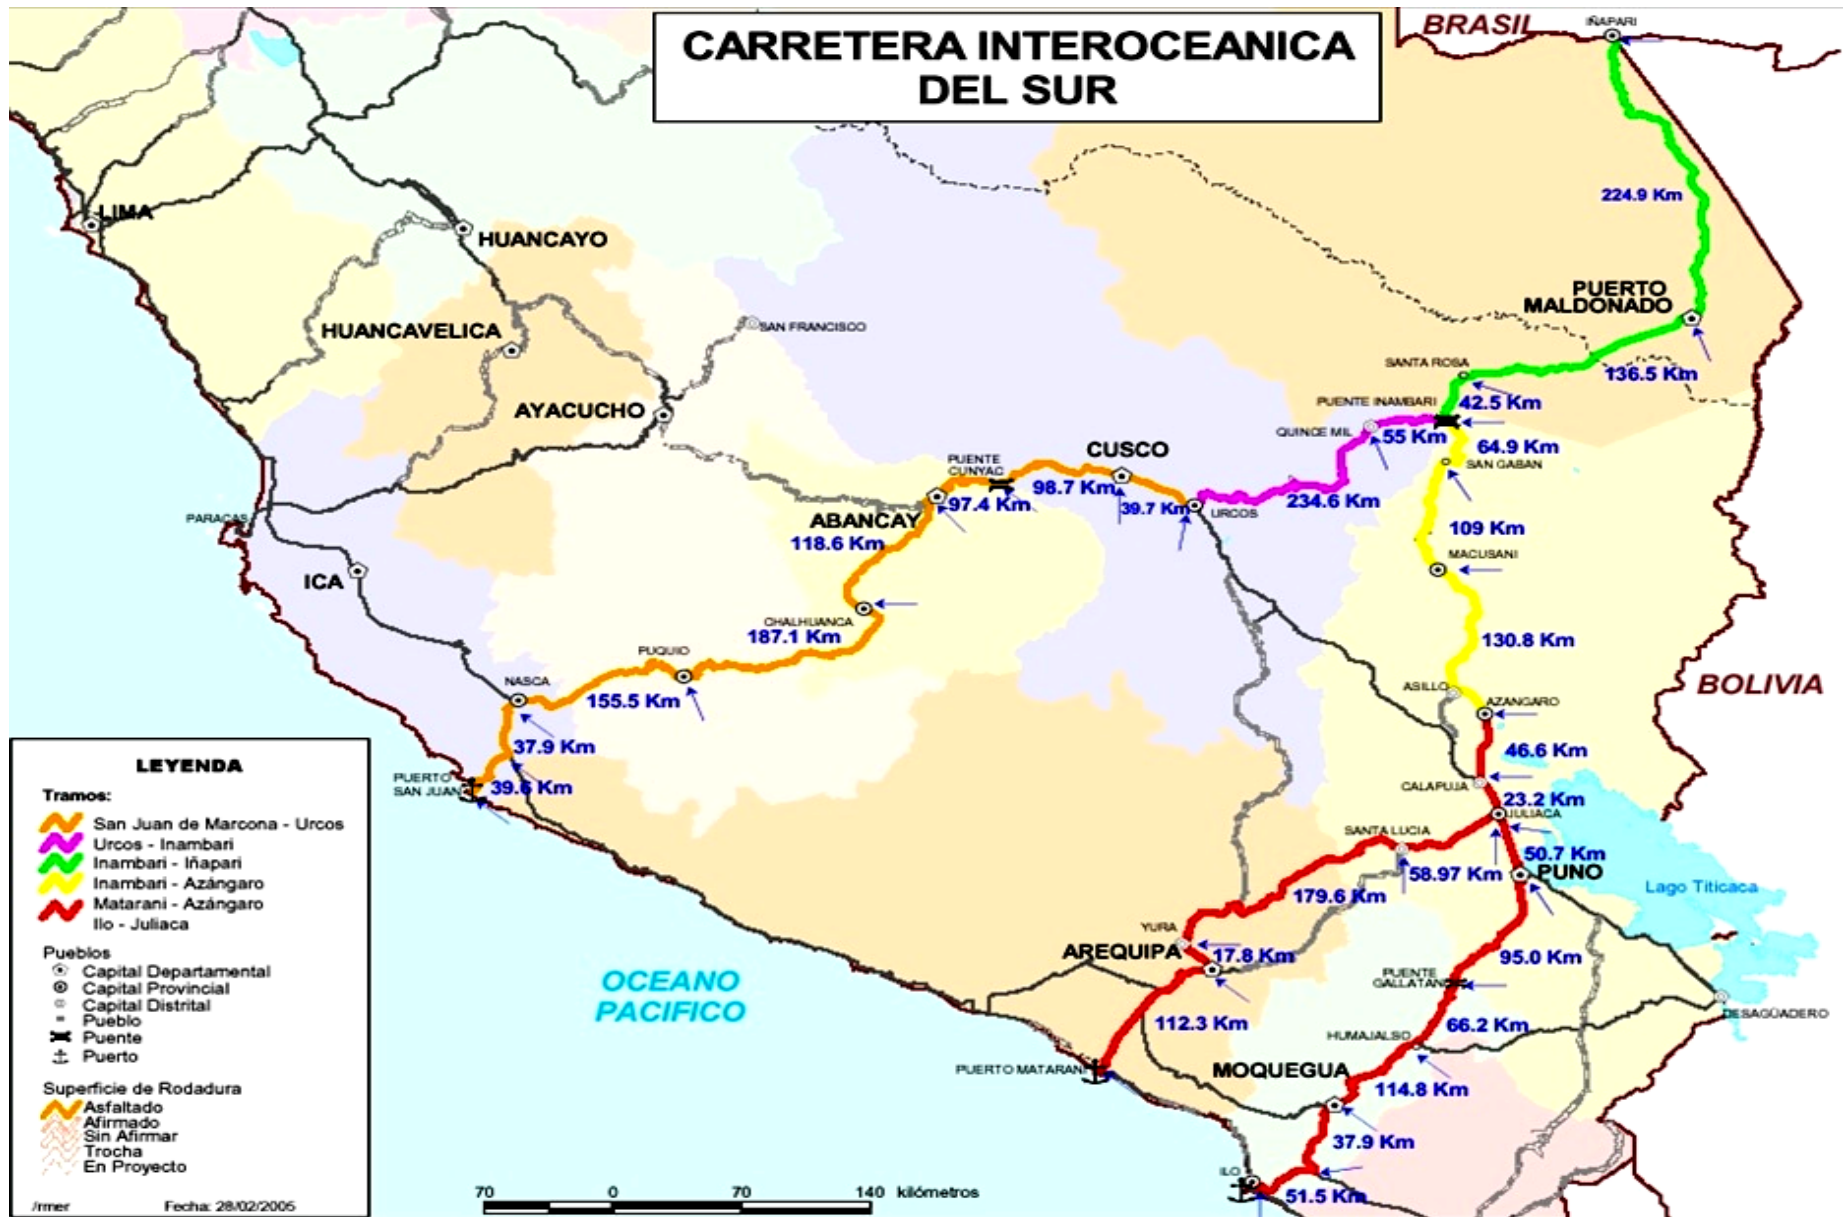 CARRETERA INTEROCEANICA
DEL SUR
BRASIL
IÑAPARI
224.9 Km
LIMA
HUANCAYO
PUERTO
MALDONADO
HUANCAVELICA
SAN FRANCISCO
SANTA ROSA
136.5 Km
AYACUCHO
PUENTE INAMBARI
42.5 Km
QUINCE MIL
55 Km
64.9 Km
CUSCO
PUENTE
CUNYAC
SAN GABAN
98.7 Km
97.4 Km
234.6 Km
39.7 Km
URCOS
PARACAS
ABANCAY
118.6 Km
109 Km
MACUSANI
ICA
CHALHUANCA
187.1 Km
130.8 Km
PUQUIO
NASCA
155.5 Km
ASILLO
AZANGARO
BOLIVIA
37.9 Km
46.6 Km
PUERTO
SAN JUAN
39.6 Km
CALAPUJA
23.2 Km
JULIACA
SANTA LUCIA
50.7 Km
58.97 Km
PUNO
Lago Titicaca
179.6 Km
YURA
AREQUIPA
17.8 Km
95.0 Km
OCEANO
PACIFICO
PUENTE
GALLATAN
112.3 Km
66.2 Km
DESAGÜADERO
HUMAJALSO
PUERTO MATARANI
MOQUEGUA
114.8 Km
37.9 Km
ILO
51.5 Km
LEYENDA
Tramos:
San Juan de Marcona - Urcos
Urcos - Inambari
Inambari - Iñapari
Inambari - Azángaro
Matarani - Azángaro
Ilo - Juliaca
Pueblos
Capital Departamental
Capital Provincial
Capital Distrital
Pueblo
Puente
Puerto
Superficie de Rodadura
Asfaltado
Afirmado
Sin Afirmar
Trocha
En Proyecto
/rmer Fecha: 28/02/2005
70 0 70 140 kilómetros